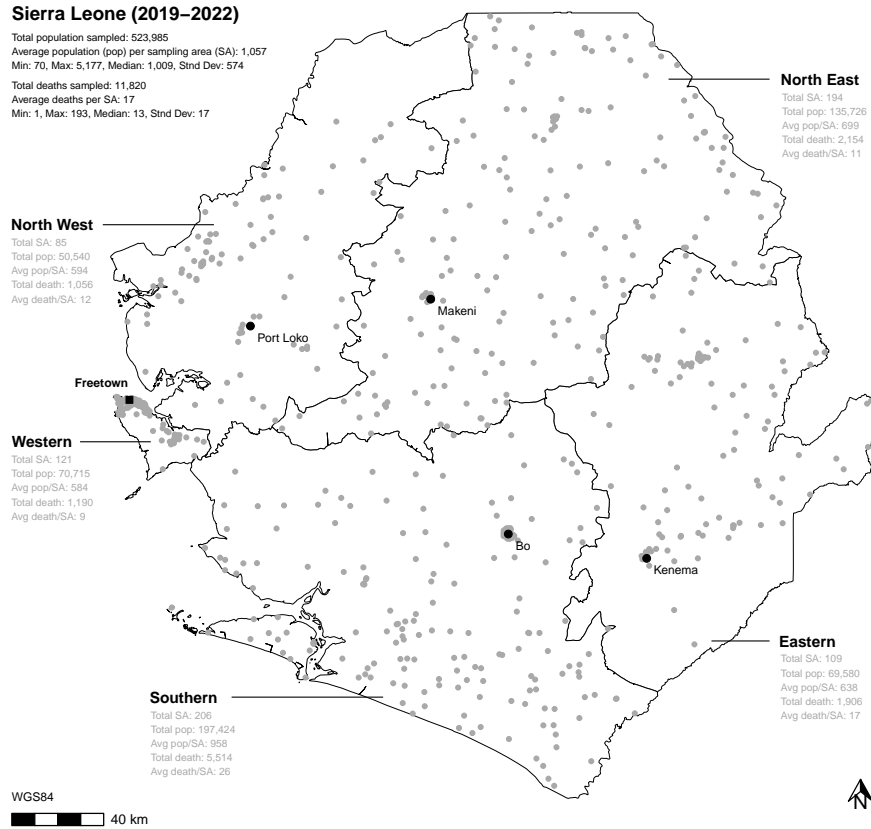 Sierra Leone (2019–2022)
Total population sampled: 523,985
Average population (pop) per sampling area (SA): 1,057
Min: 70, Max: 5,177, Median: 1,009, Stnd Dev: 574
Total deaths sampled: 11,820
Average deaths per SA: 17
Min: 1, Max: 193, Median: 13, Stnd Dev: 17
North East
Total SA: 194
Total pop: 135,726
Avg pop/SA: 699
Total death: 2,154
Avg death/SA: 11
North West
Total SA: 85
Total pop: 50,540
Avg pop/SA: 594
Total death: 1,056
Avg death/SA: 12
Makeni
Port Loko
Freetown
Western
Total SA: 121
Total pop: 70,715
Avg pop/SA: 584
Total death: 1,190
Avg death/SA: 9
Bo
Kenema
Eastern
Total SA: 109
Total pop: 69,580
Avg pop/SA: 638
Total death: 1,906
Avg death/SA: 17
Southern
Total SA: 206
Total pop: 197,424
Avg pop/SA: 958
Total death: 5,514
Avg death/SA: 26
WGS84
40 km
N